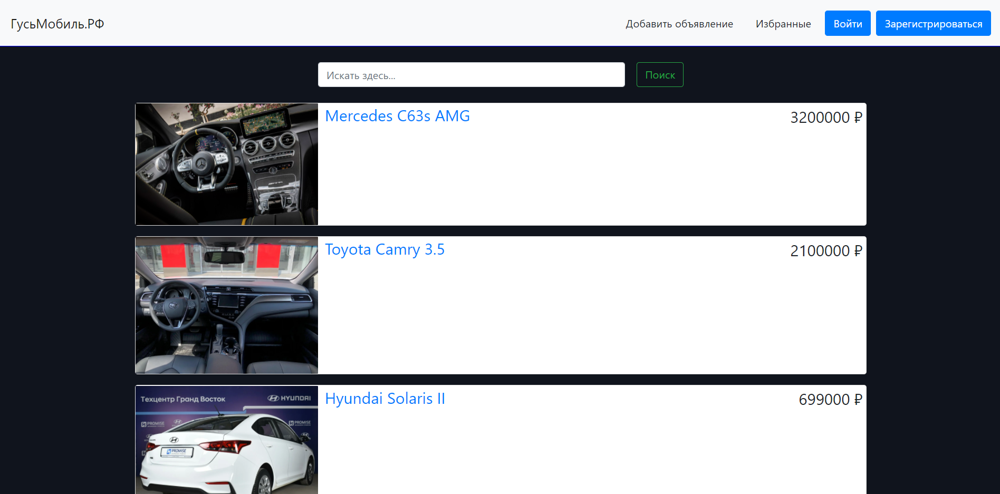 ГусьМобиль.РФ
Добавить объявление
Избранные
Войти
Зарегистрироваться
Искать здесь...
Поиск
Mercedes C63s AMG
3200000 ₽
Toyota Camry 3.5
2100000 ₽
Hyundai Solaris II
699000 ₽
Техцентр Гранд Восток
HYUNDAI
PROMISE
PROMISE
PROMISE